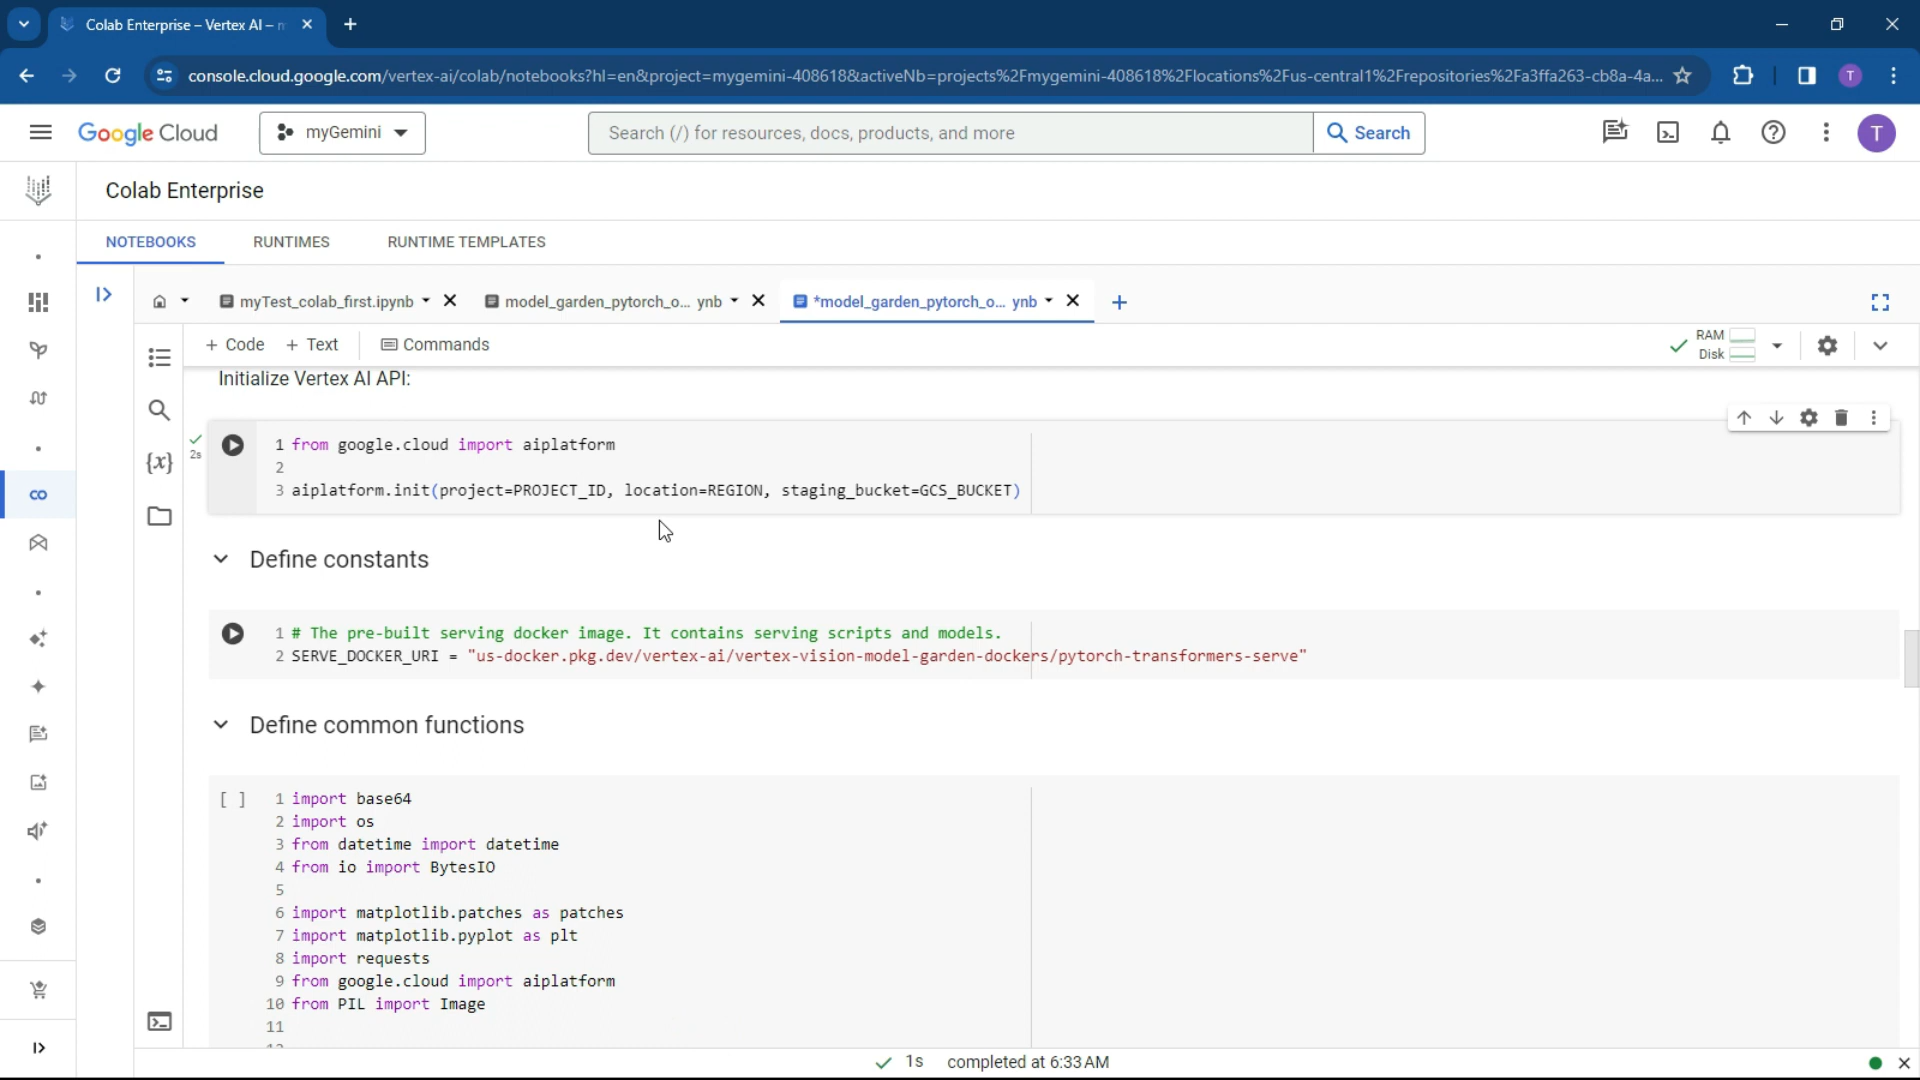 Colab Enterprise – Vertex AI –
console.cloud.google.com/vertex-ai/colab/notebooks?hl=en&project=mygemini-408618&activeNb=projects%2Fmygemini-408618%2Flocations%2Fus-central1%2Frepositories%2Fa3ffa263-cb8a-4a...
T
Google Cloud
myGemini
Search (/) for resources, docs, products, and more
Search
T
Colab Enterprise
NOTEBOOKS
RUNTIMES
RUNTIME TEMPLATES
myTest_colab_first.ipynb
model_garden_pytorch_o... ynb
*model_garden_pytorch_o... ynb
+ Code
+ Text
Commands
RAM
Disk
Initialize Vertex AI API:
2s
1 from google.cloud import aiplatform
2
3 aiplatform.init(project=PROJECT_ID, location=REGION, staging_bucket=GCS_BUCKET)
Define constants
1 # The pre-built serving docker image. It contains serving scripts and models.
2 SERVE_DOCKER_URI = "us-docker.pkg.dev/vertex-ai/vertex-vision-model-garden-dockers/pytorch-transformers-serve"
Define common functions
[ ]
1 import base64
2 import os
3 from datetime import datetime
4 from io import BytesIO
5
6 import matplotlib.patches as patches
7 import matplotlib.pyplot as plt
8 import requests
9 from google.cloud import aiplatform
10 from PIL import Image
11
1s completed at 6:33 AM